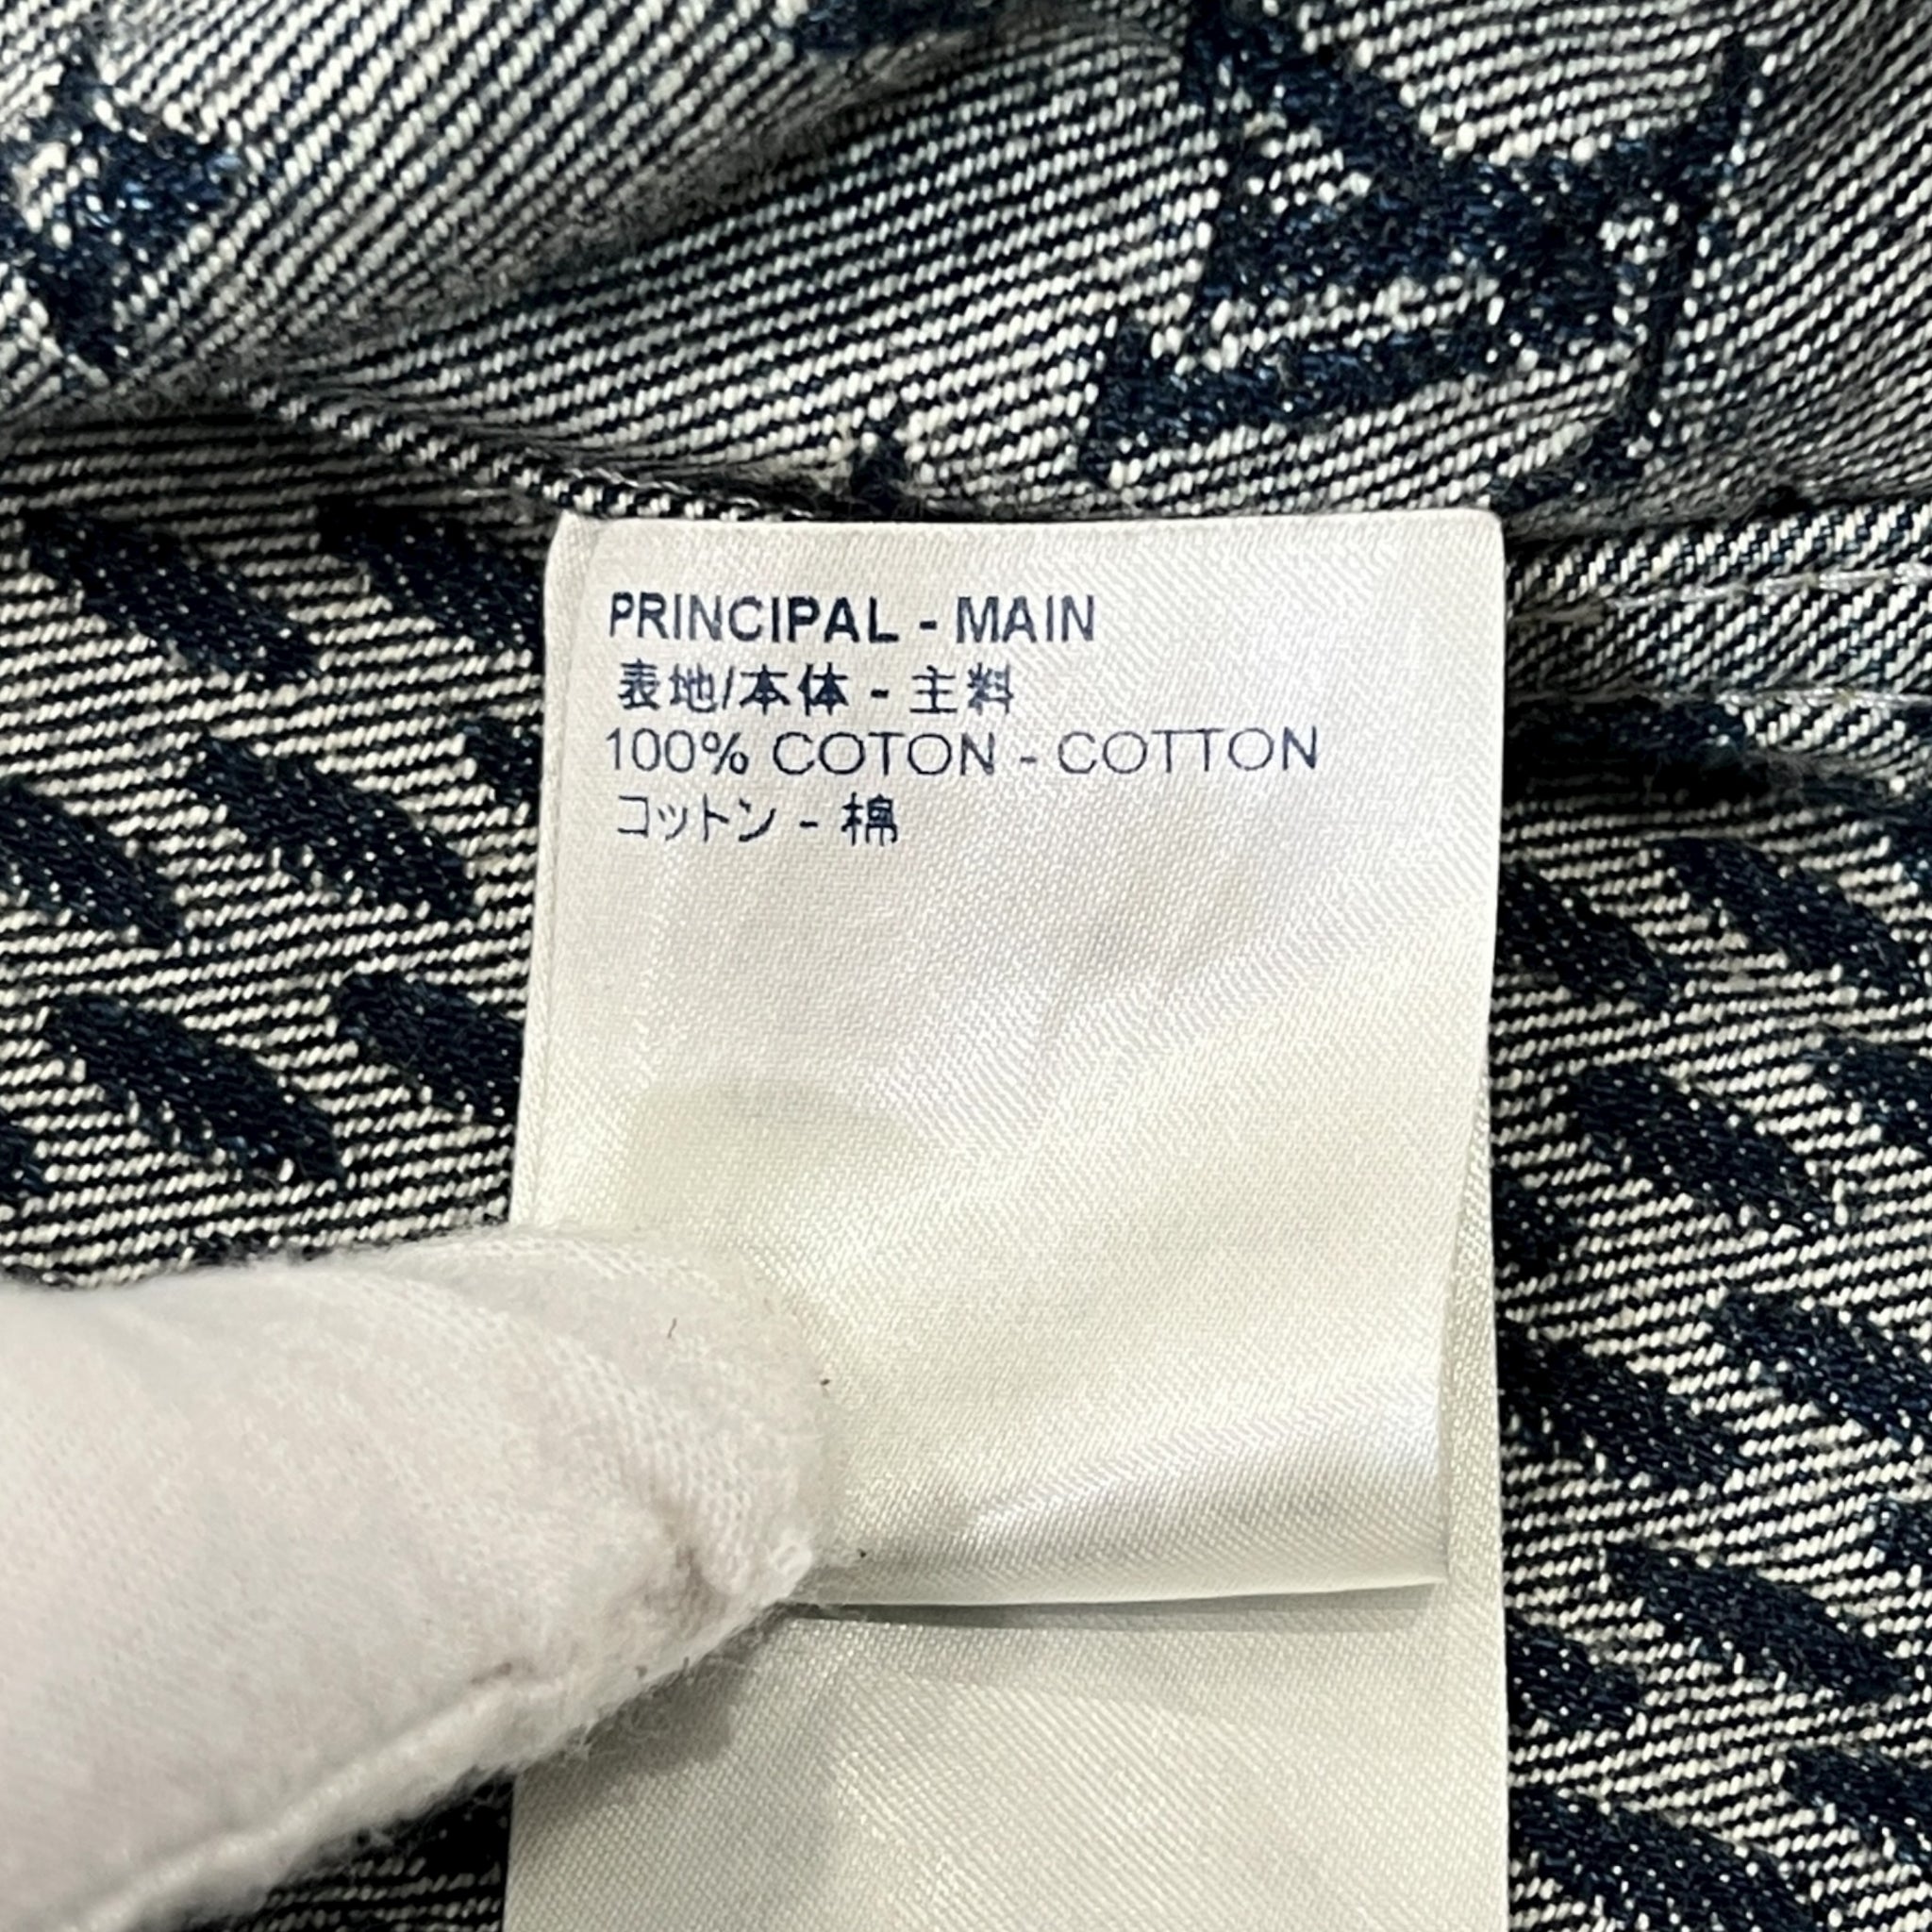 PRINCIPAL - MAIN
表地/本体 - 主料
100% COTON - COTTON
コットン - 棉